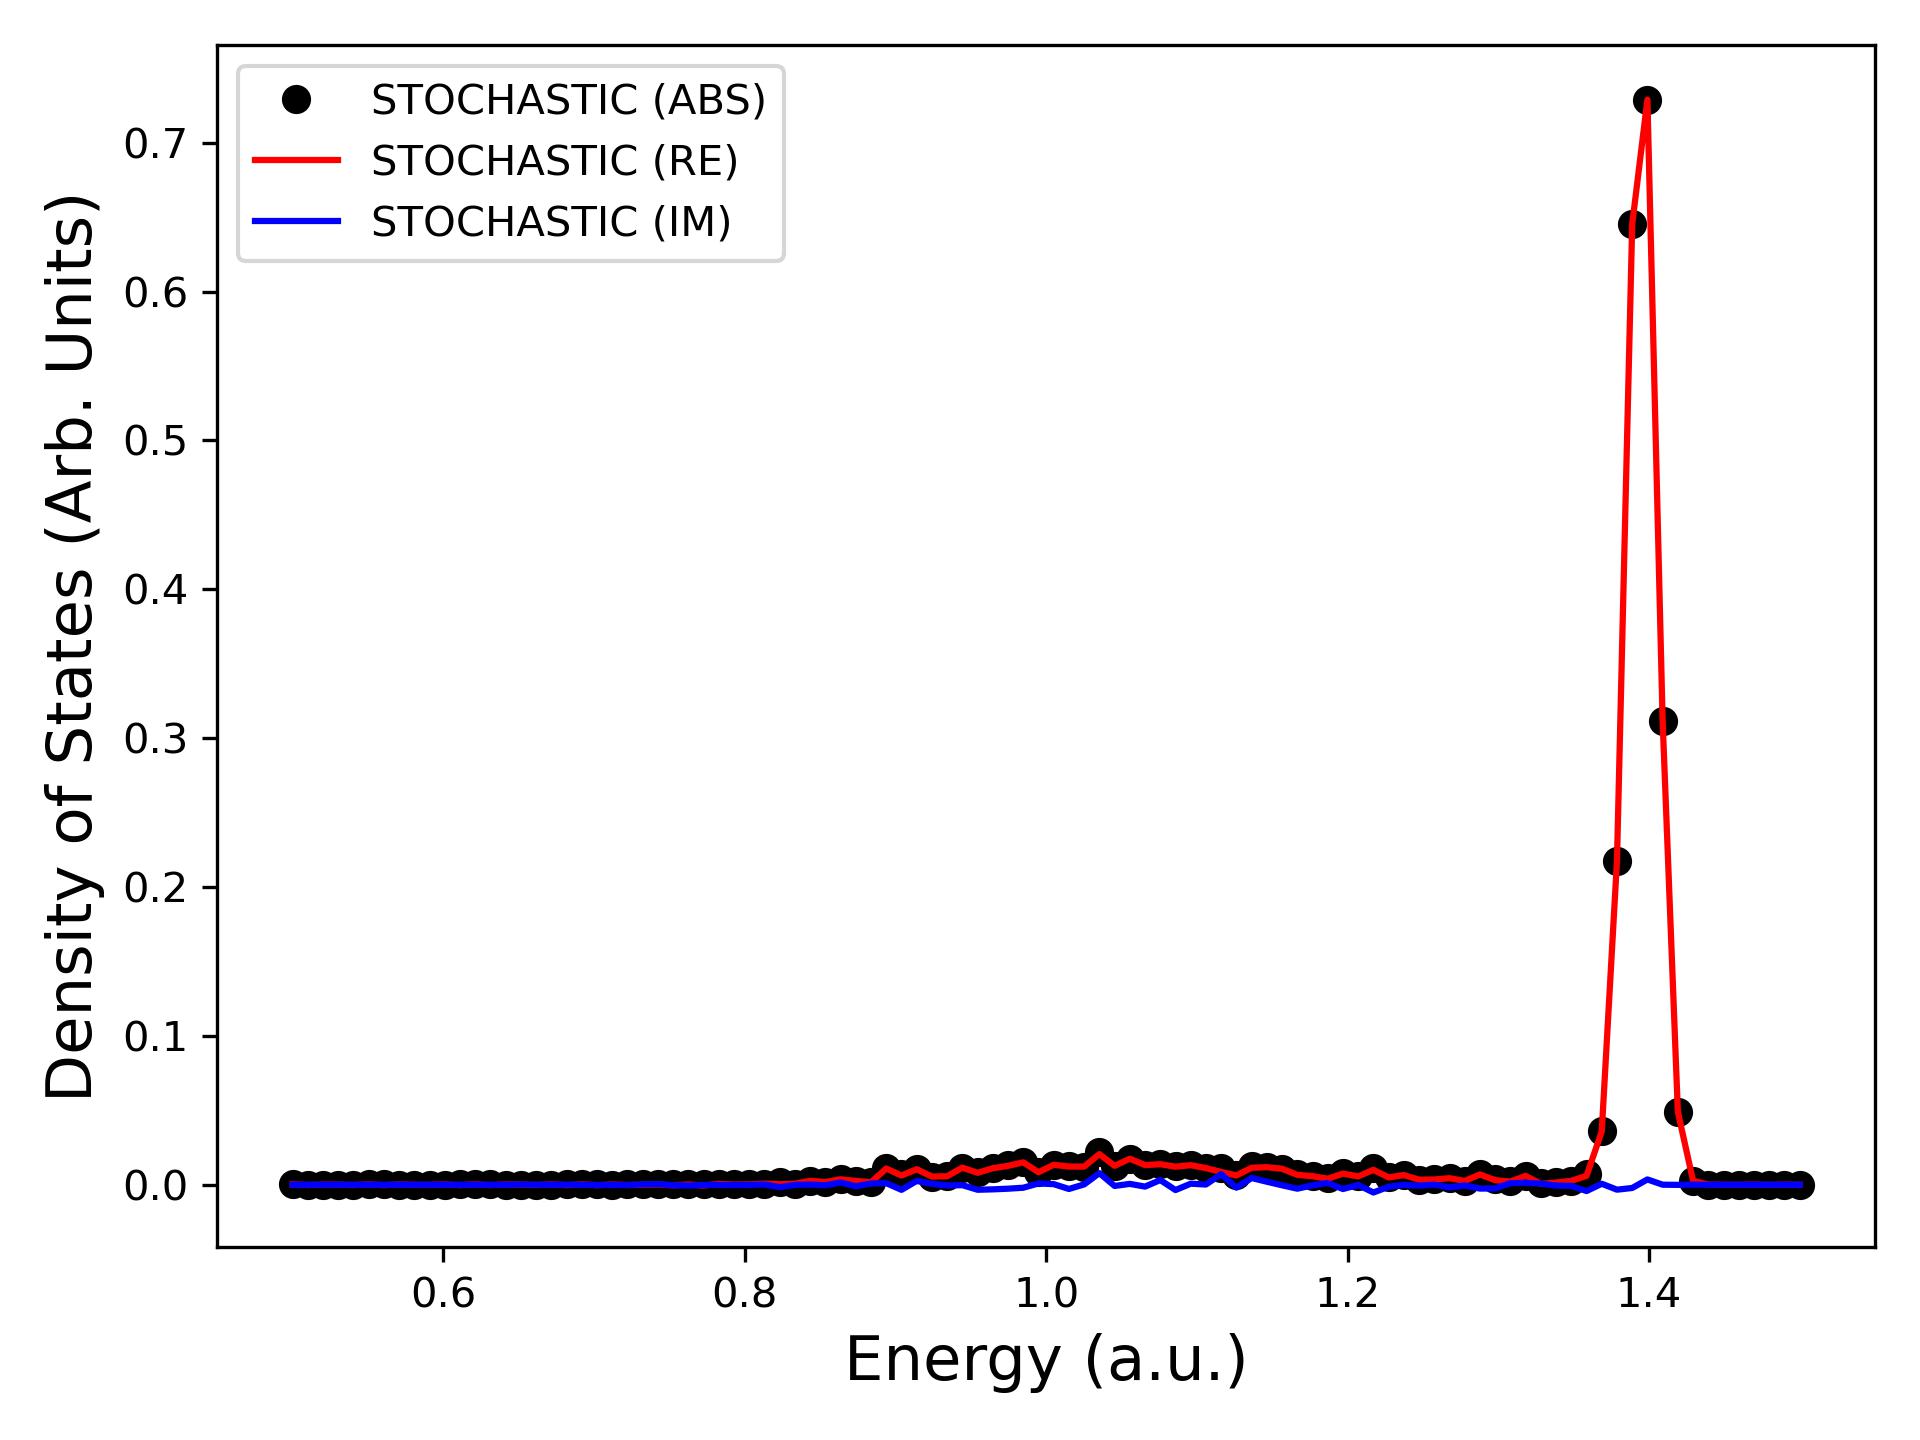 STOCHASTIC (ABS)
STOCHASTIC (RE)
STOCHASTIC (IM)
Density of States (Arb. Units)
0.7
0.6
0.5
0.4
0.3
0.2
0.1
0.0
0.6 0.8 1.0 1.2 1.4
Energy (a.u.)